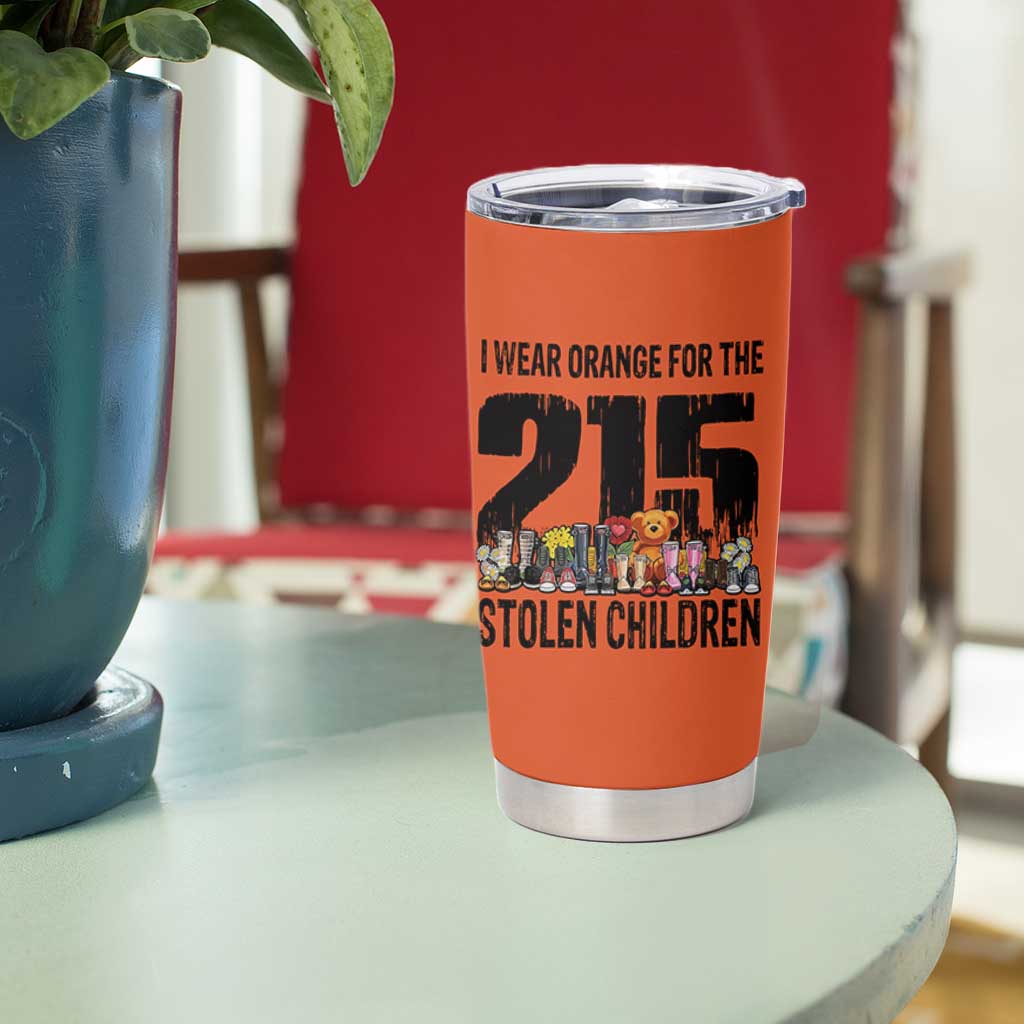 I WEAR ORANGE FOR THE
215
STOLEN CHILDREN